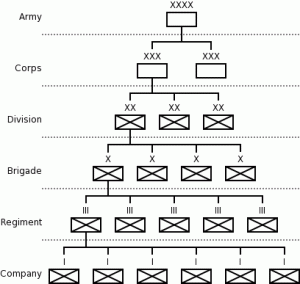 XXXX
Army
XXX XXX
Corps
XX XX XX
Division
X X X X
Brigade
III III III III III
Regiment
I I I I I I
Company